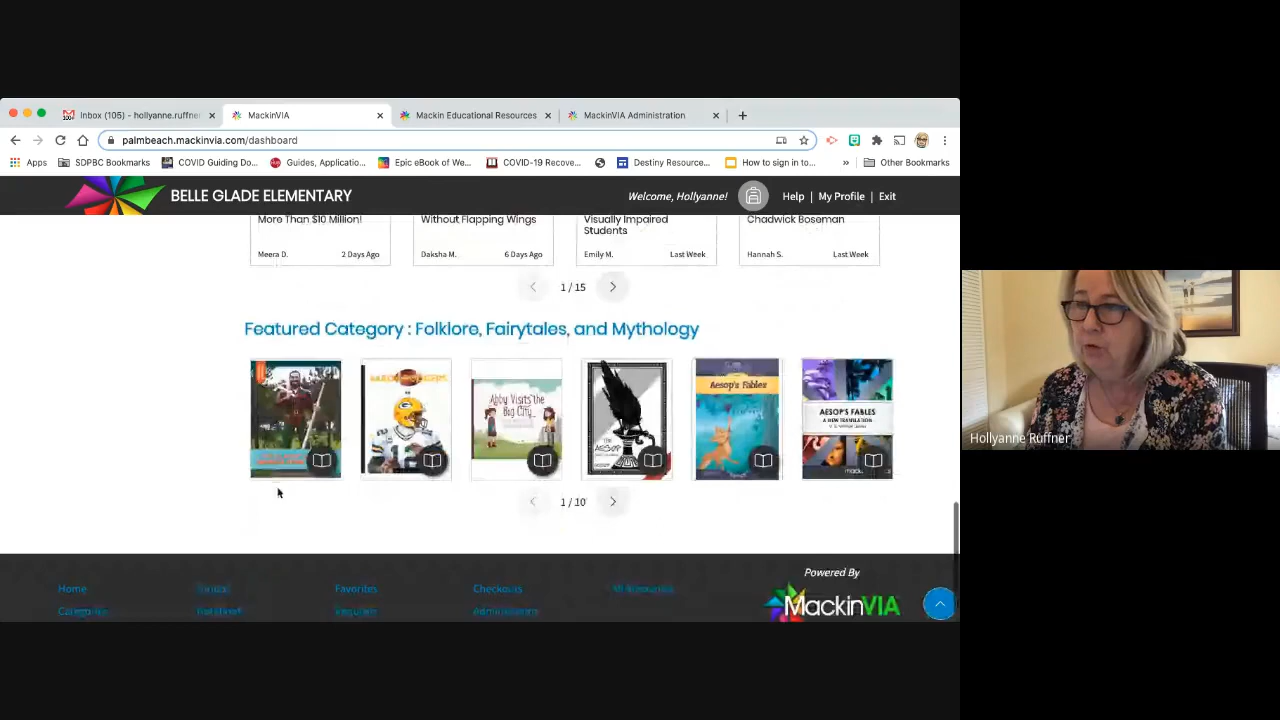 Inbox (105) - hollyanne.ruffner
MackinVIA
Mackin Educational Resources
MackinVIA Administration
palmbeach.mackinvia.com/dashboard
Apps
SDPBC Bookmarks
COVID Guiding Do...
Guides, Applicatio...
Epic eBook of We...
COVID-19 Recove...
Destiny Resource...
How to sign in to...
»
Other Bookmarks
BELLE GLADE ELEMENTARY
Welcome, Hollyanne!
Help | My Profile | Exit
More Than $10 Million!
Without Flapping Wings
Visually Impaired
Students
Chadwick Boseman
Meera D. 2 Days Ago
Daksha M. 6 Days Ago
Emily M. Last Week
Hannah S. Last Week
1 / 15
Featured Category : Folklore, Fairytales, and Mythology
Abby Visits the
Big City
AESOP
Aesop's Fables
AESOP'S FABLES
A NEW TRANSLATION
1 / 10
Home
Favorites
Checkouts
Categories
Powered By
MackinVIA
Hollyanne Ruffner